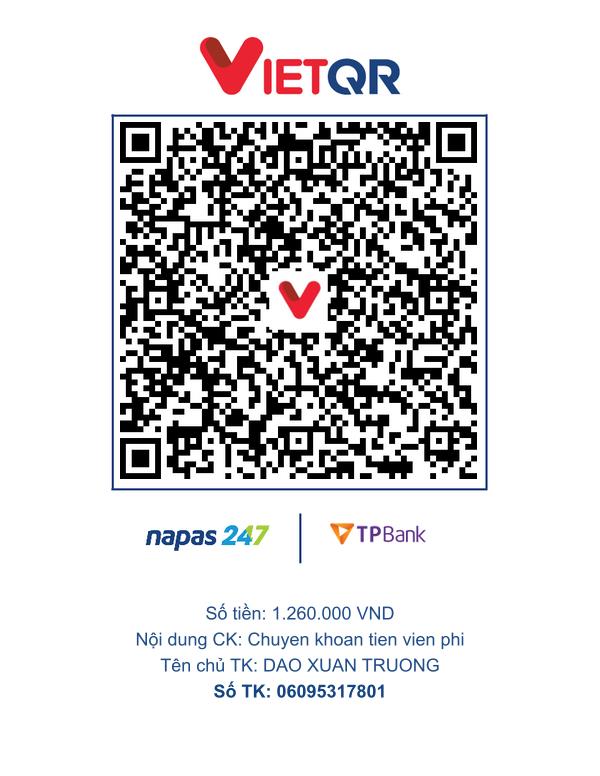 VIETQR
napas 247
TPBank
Số tiền: 1.260.000 VND
Nội dung CK: Chuyen khoan tien vien phi
Tên chủ TK: DAO XUAN TRUONG
Số TK: 06095317801